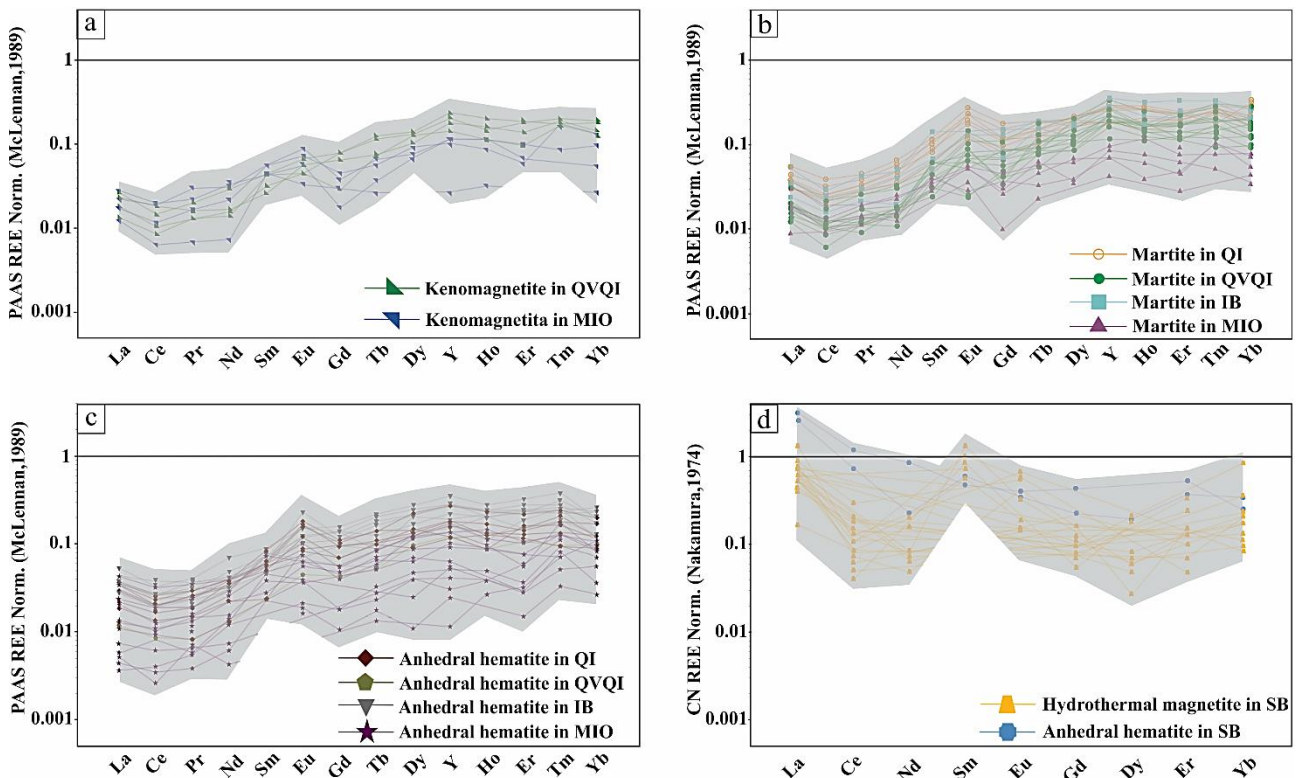 a
PAAS REE Norm. (McLennan,1989)
1
0.1
0.01
0.001
Kenomagnetite in QVQI
Kenomagnetita in MIO
La Ce Pr Nd Sm Eu Gd Tb Dy Y Ho Er Tm Yb
b
PAAS REE Norm. (McLennan,1989)
1
0.1
0.01
0.001
Martite in QI
Martite in QVQI
Martite in IB
Martite in MIO
La Ce Pr Nd Sm Eu Gd Tb Dy Y Ho Er Tm Yb
c
PAAS REE Norm. (McLennan,1989)
1
0.1
0.01
0.001
Anhedral hematite in QI
Anhedral hematite in QVQI
Anhedral hematite in IB
Anhedral hematite in MIO
La Ce Pr Nd Sm Eu Gd Tb Dy Y Ho Er Tm Yb
d
CN REE Norm. (Nakamura,1974)
1
0.1
0.01
0.001
Hydrothermal magnetite in SB
Anhedral hematite in SB
La Ce Nd Sm Eu Gd Dy Er Yb